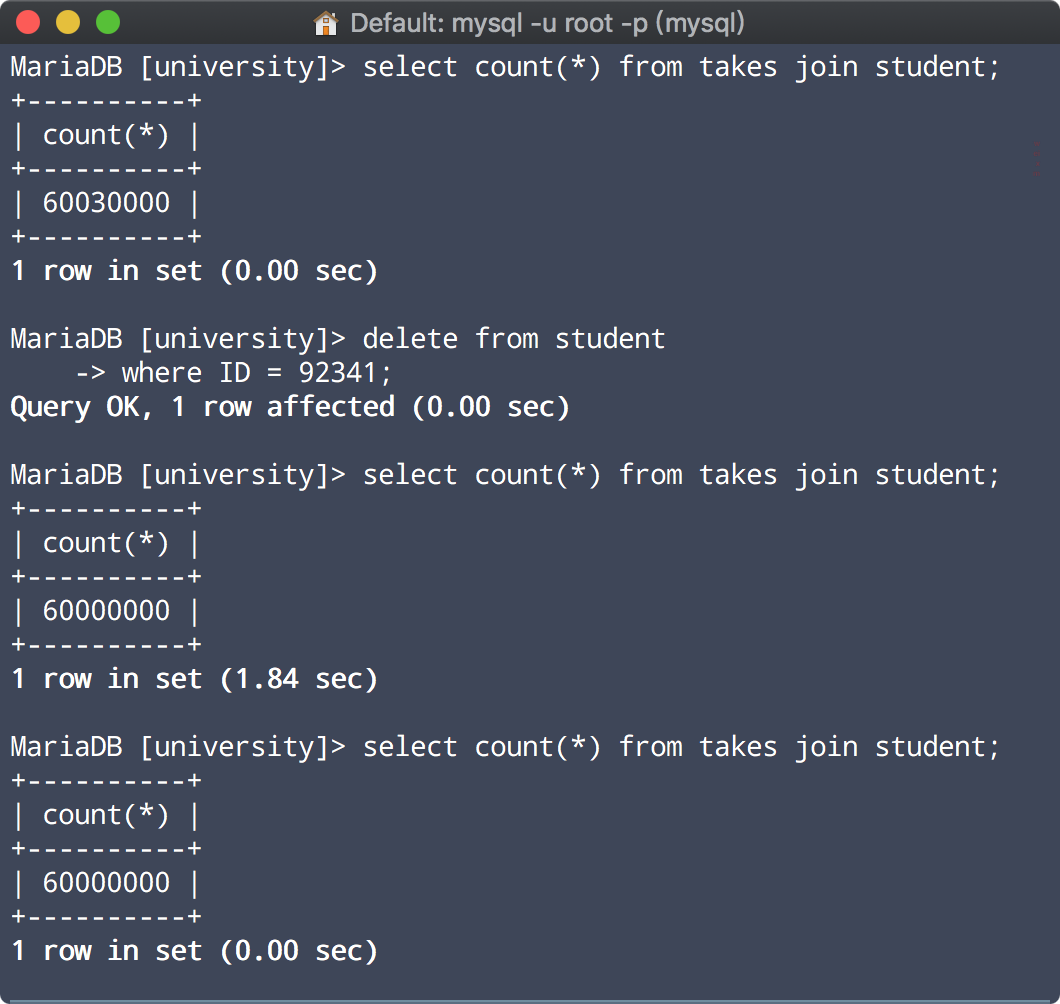 Default: mysql -u root -p (mysql)
MariaDB [university]> select count(*) from takes join student;
+----------+
| count(*) |
+----------+
| 60030000 |
+----------+
1 row in set (0.00 sec)
MariaDB [university]> delete from student
    -> where ID = 92341;
Query OK, 1 row affected (0.00 sec)
MariaDB [university]> select count(*) from takes join student;
+----------+
| count(*) |
+----------+
| 60000000 |
+----------+
1 row in set (1.84 sec)
MariaDB [university]> select count(*) from takes join student;
+----------+
| count(*) |
+----------+
| 60000000 |
+----------+
1 row in set (0.00 sec)